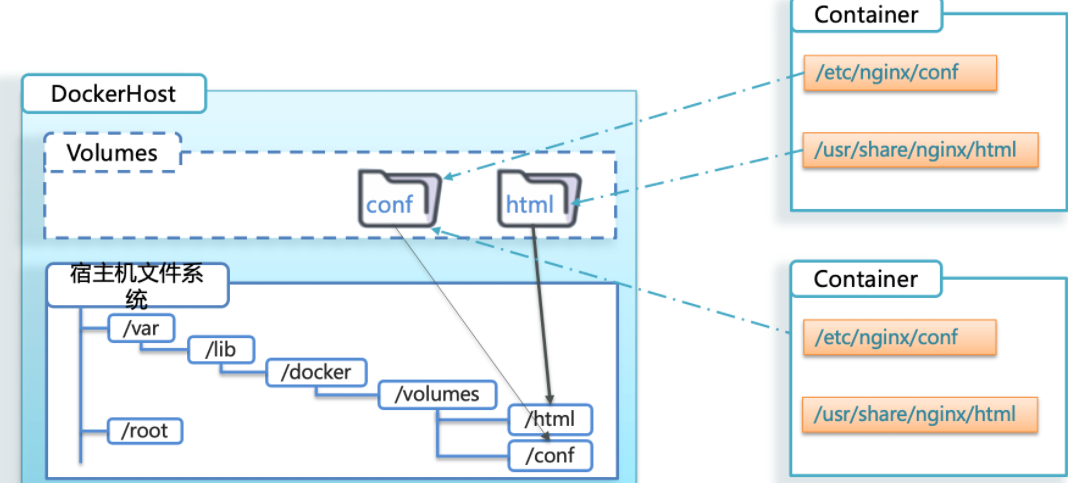 DockerHost
Volumes
conf
html
宿主机文件系
统
/var
/lib
/docker
/volumes
/html
/root
/conf
Container
/etc/nginx/conf
/usr/share/nginx/html
Container
/etc/nginx/conf
/usr/share/nginx/html